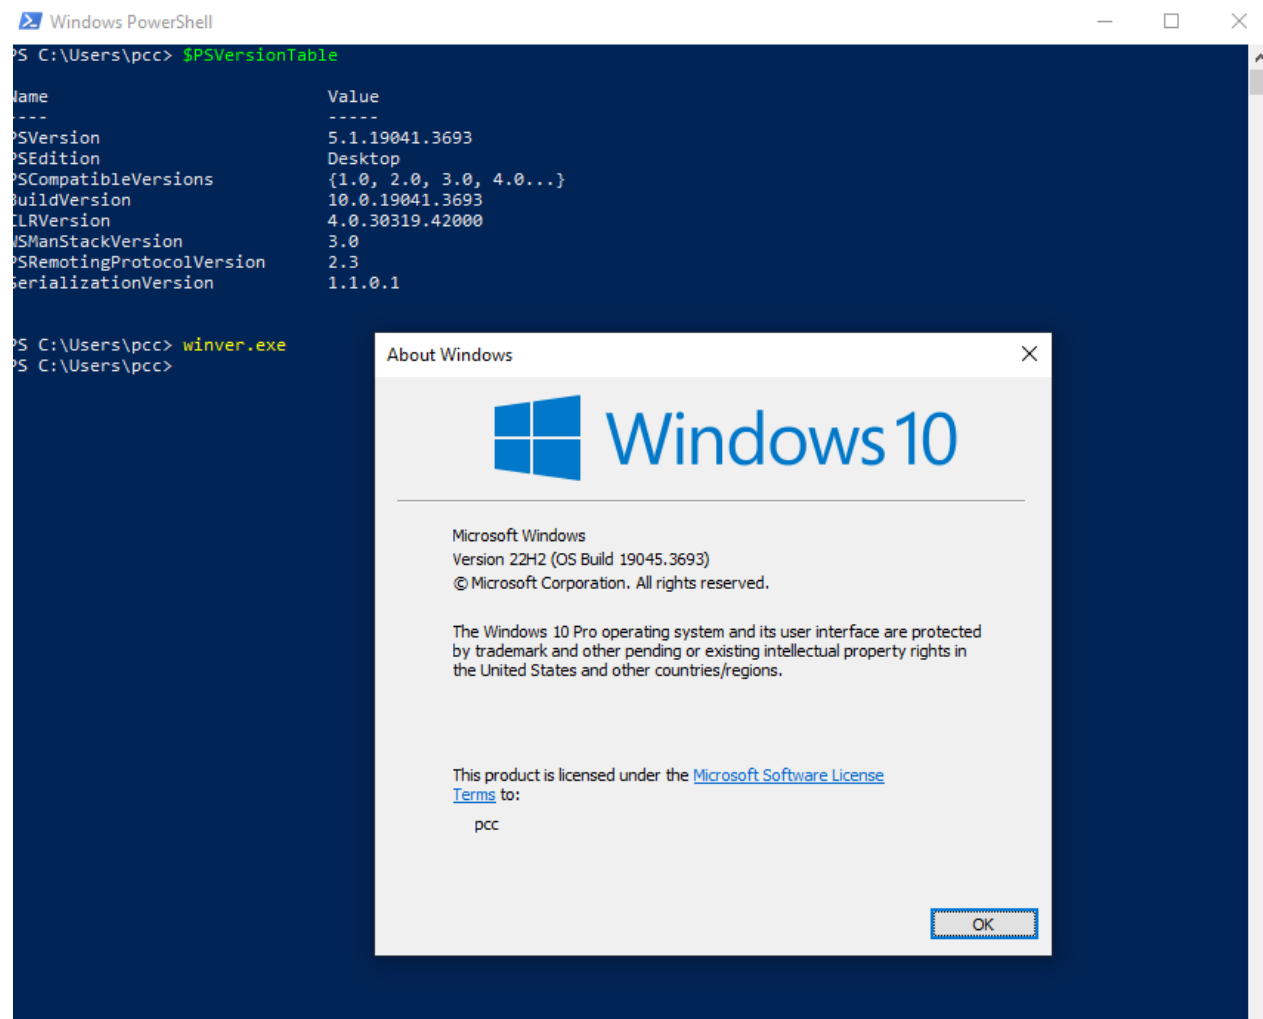 Windows PowerShell
PS C:\Users\pcc> $PSVersionTable
Name Value
---- -----
PSVersion 5.1.19041.3693
PSEdition Desktop
PSCompatibleVersions {1.0, 2.0, 3.0, 4.0...}
BuildVersion 10.0.19041.3693
CLRVersion 4.0.30319.42000
WSManStackVersion 3.0
PSRemotingProtocolVersion 2.3
SerializationVersion 1.1.0.1
PS C:\Users\pcc> winver.exe
PS C:\Users\pcc>
About Windows
Windows 10
Microsoft Windows
Version 22H2 (OS Build 19045.3693)
© Microsoft Corporation. All rights reserved.
The Windows 10 Pro operating system and its user interface are protected
by trademark and other pending or existing intellectual property rights in
the United States and other countries/regions.
This product is licensed under the Microsoft Software License
Terms to:
pcc
OK